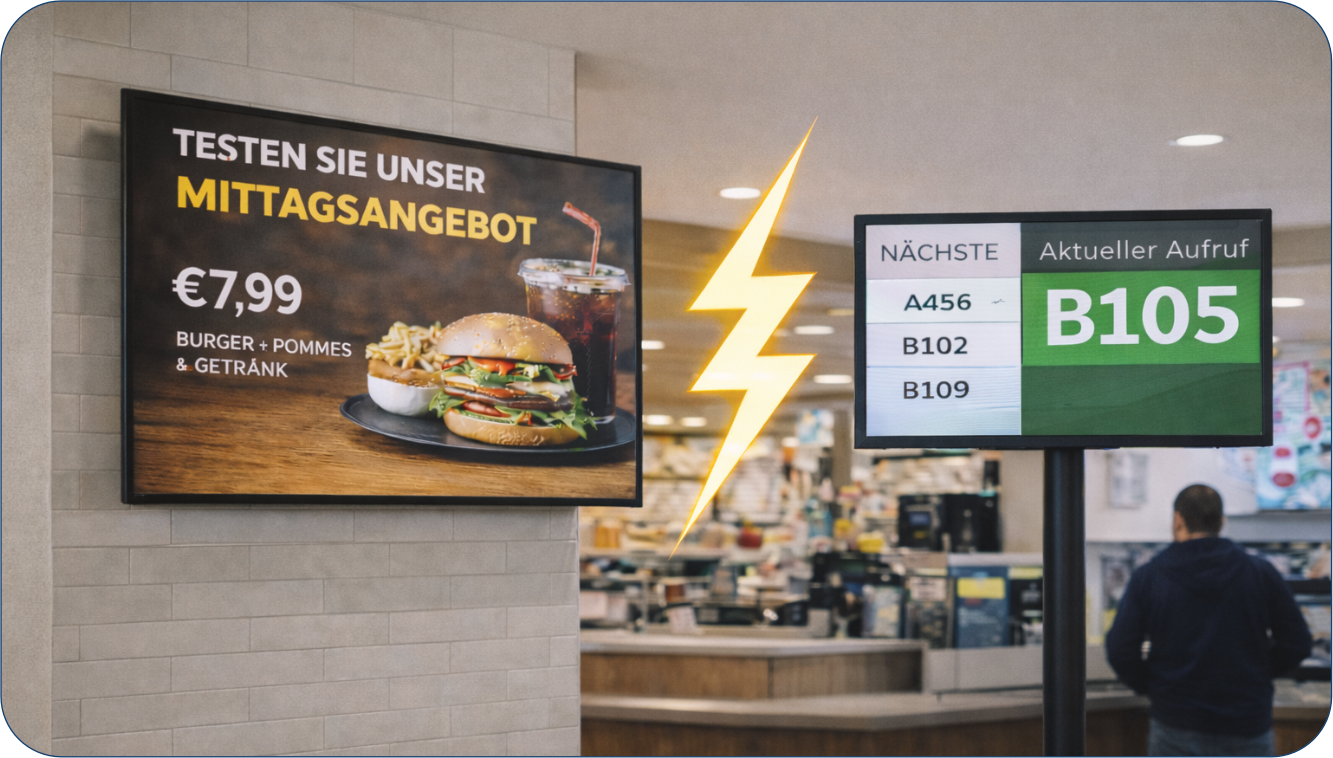 TESTEN SIE UNSER
MITTAGSANGEBOT
€7,99
BURGER + POMMES
& GETRÄNK
NÄCHSTE
A456
B102
B109
Aktueller Aufruf
B105